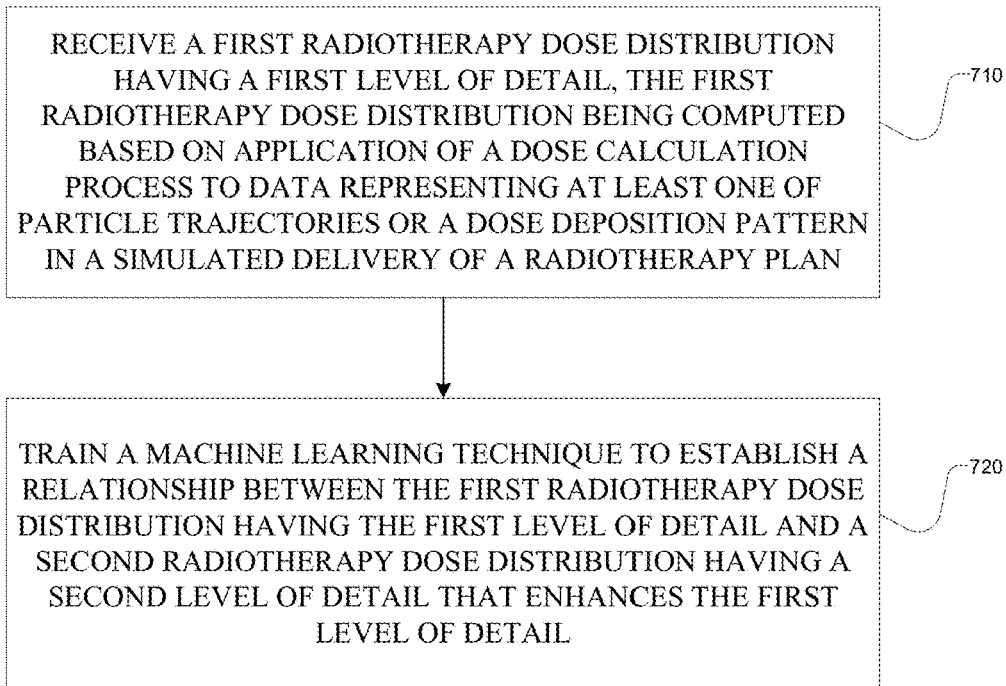 RECEIVE A FIRST RADIOTHERAPY DOSE DISTRIBUTION
HAVING A FIRST LEVEL OF DETAIL, THE FIRST
RADIOTHERAPY DOSE DISTRIBUTION BEING COMPUTED
BASED ON APPLICATION OF A DOSE CALCULATION
PROCESS TO DATA REPRESENTING AT LEAST ONE OF
PARTICLE TRAJECTORIES OR A DOSE DEPOSITION PATTERN
IN A SIMULATED DELIVERY OF A RADIOTHERAPY PLAN
710
TRAIN A MACHINE LEARNING TECHNIQUE TO ESTABLISH A
RELATIONSHIP BETWEEN THE FIRST RADIOTHERAPY DOSE
DISTRIBUTION HAVING THE FIRST LEVEL OF DETAIL AND A
SECOND RADIOTHERAPY DOSE DISTRIBUTION HAVING A
SECOND LEVEL OF DETAIL THAT ENHANCES THE FIRST
LEVEL OF DETAIL
720